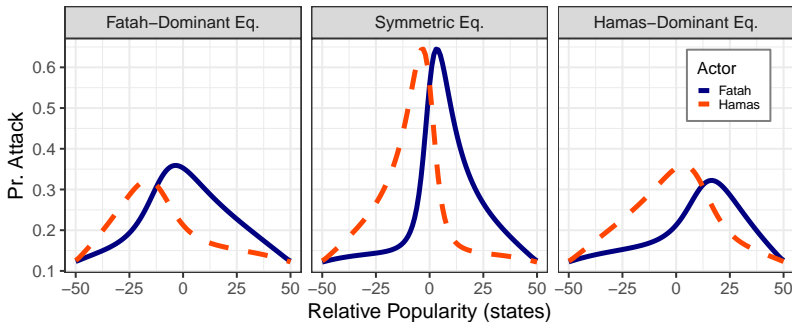 Fatah−Dominant Eq. Symmetric Eq. Hamas−Dominant Eq.
Actor
Fatah
Hamas
Pr. Attack
0.6
0.5
0.4
0.3
0.2
0.1
−50 −25 0 25 50 −50 −25 0 25 50 −50 −25 0 25 50
Relative Popularity (states)